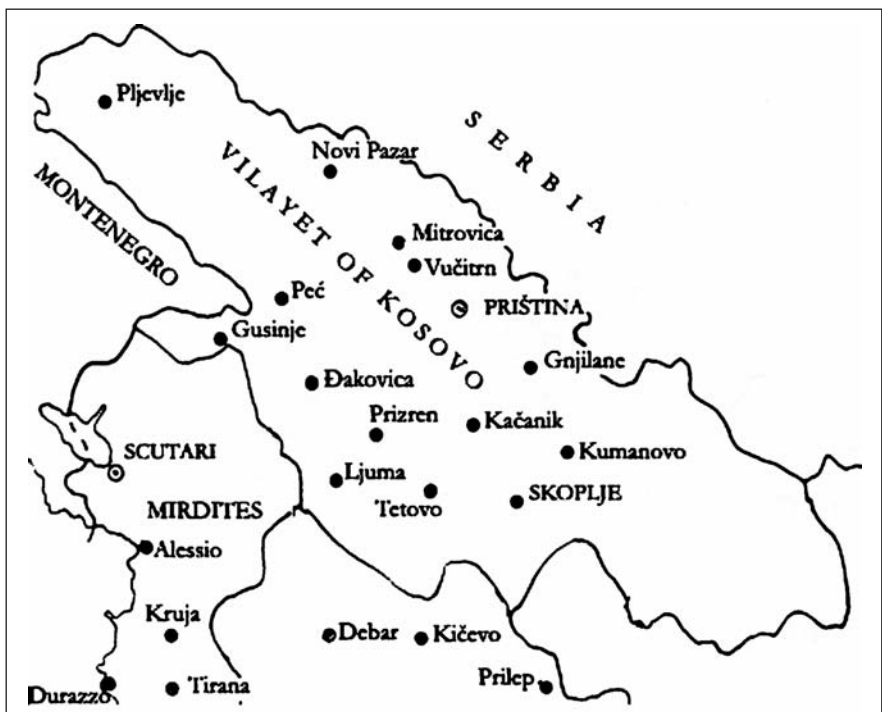 Pljevlje
SERBIA
Novi Pazar
VILAYET OF KOSOVO
MONTENEGRO
Mitrovica
Vučitrn
Peć
PRIŠTINA
Gusinje
Gnjilane
Đakovica
Prizren
Kačanik
SCUTARI
Kumanovo
Ljuma
Tetovo
SKOPLJE
MIRDITES
Alessio
Kruja
Debar
Kičevo
Durazzo
Tirana
Prilep